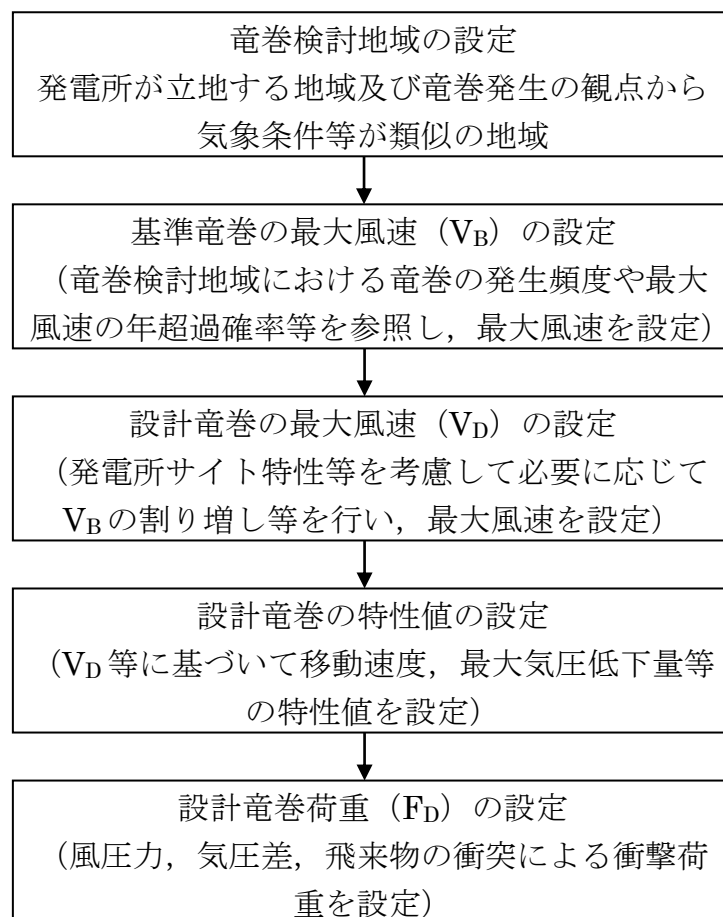 竜巻検討地域の設定
発電所が立地する地域及び竜巻発生の観点から
気象条件等が類似の地域
基準竜巻の最大風速（VB）の設定
（竜巻検討地域における竜巻の発生頻度や最大
風速の年超過確率等を参照し，最大風速を設定）
設計竜巻の最大風速（VD）の設定
（発電所サイト特性等を考慮して必要に応じて
VBの割り増し等を行い，最大風速を設定）
設計竜巻の特性値の設定
（VD等に基づいて移動速度，最大気圧低下量等
の特性値を設定）
設計竜巻荷重（FD）の設定
（風圧力，気圧差，飛来物の衝突による衝撃荷
重を設定）